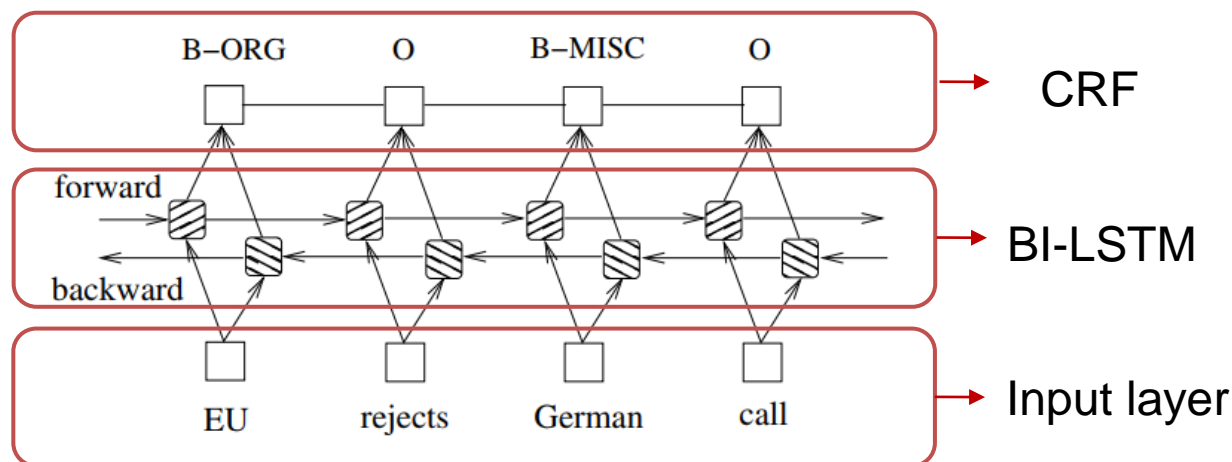 B–ORG O B–MISC O
CRF
forward
BI-LSTM
backward
EU rejects German call
Input layer